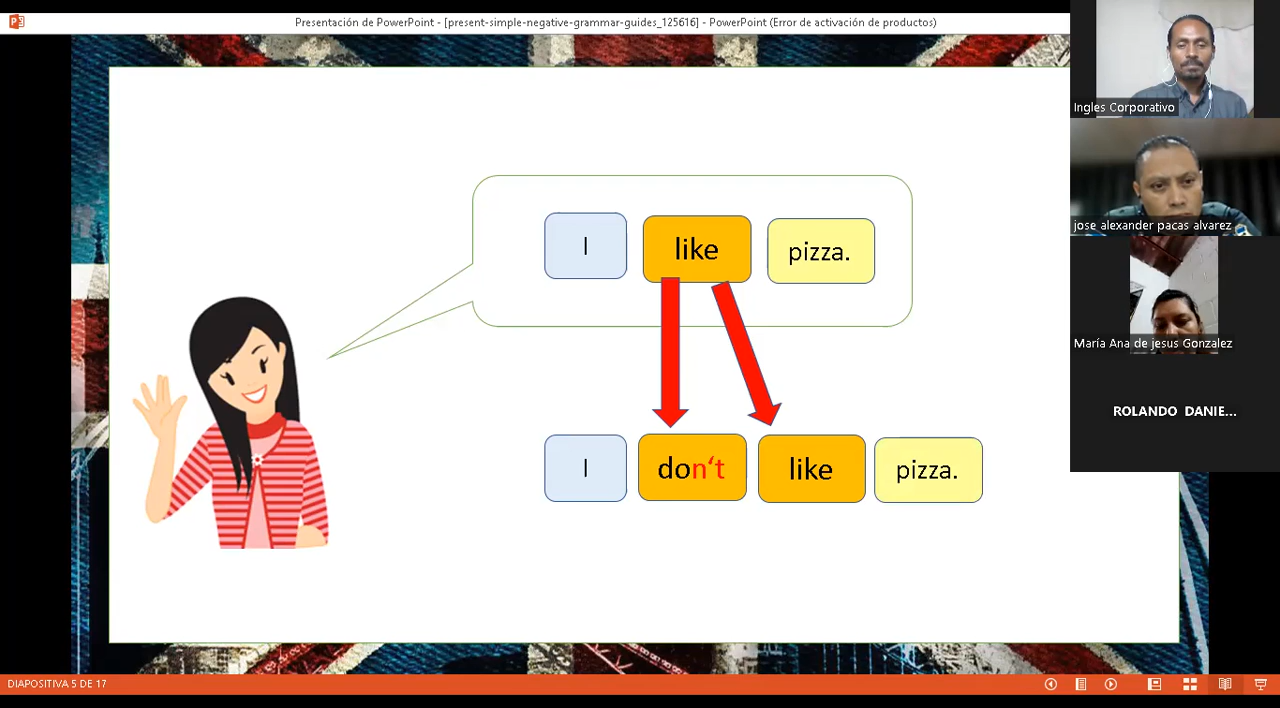 Presentación de PowerPoint - [present-simple-negative-grammar-guides_125616] - PowerPoint (Error de activación de productos)
Ingles Corporativo
jose alexander pacas alvarez
María Ana de jesus Gonzalez
ROLANDO DANIE...
I like pizza.
I don‘t like pizza.
DIAPOSITIVA 5 DE 17